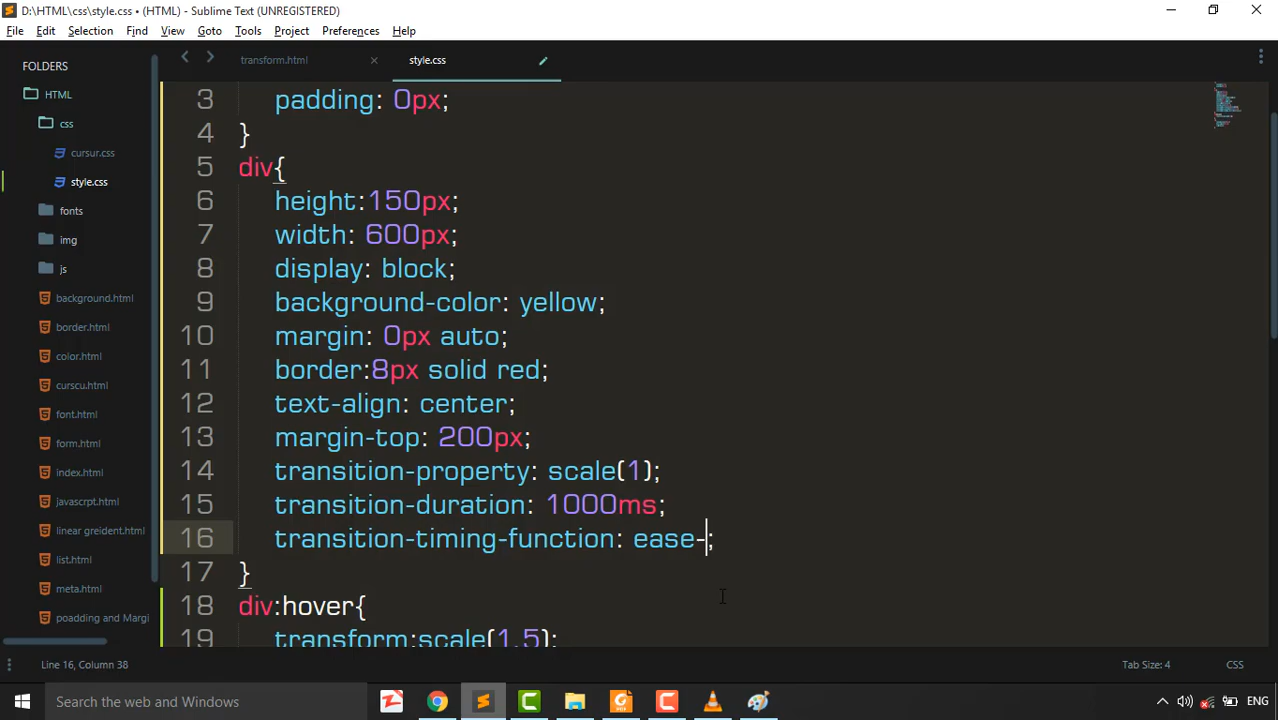 D:\HTML\css\style.css • (HTML) - Sublime Text (UNREGISTERED)
File Edit Selection Find View Goto Tools Project Preferences Help
FOLDERS
HTML
css
cursur.css
style.css
fonts
img
js
background.html
border.html
color.html
curscu.html
font.html
form.html
index.html
javascrpt.html
linear greident.html
list.html
meta.html
poadding and Margi
transform.html
style.css
3 padding: 0px;
4 }
5 div{
6 height:150px;
7 width: 600px;
8 display: block;
9 background-color: yellow;
10 margin: 0px auto;
11 border:8px solid red;
12 text-align: center;
13 margin-top: 200px;
14 transition-property: scale(1);
15 transition-duration: 1000ms;
16 transition-timing-function: ease-;
17 }
18 div:hover{
19 transform:scale(1.5);
Line 16, Column 38
Tab Size: 4
CSS
Search the web and Windows